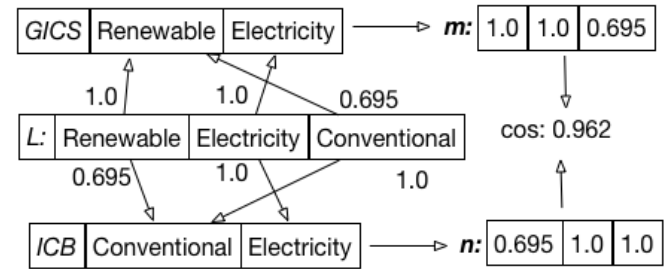 GICS Renewable Electricity m: 1.0 1.0 0.695
1.0 1.0 0.695
cos: 0.962
L: Renewable Electricity Conventional
0.695 1.0 1.0
ICB Conventional Electricity n: 0.695 1.0 1.0